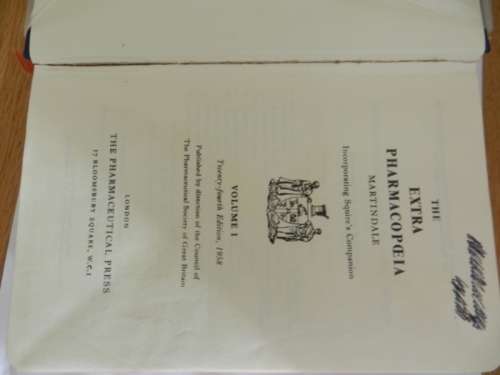 THE
EXTRA
PHARMACOPŒIA
MARTINDALE
Incorporating Squire's Companion
VOLUME I
Twenty-fourth Edition, 1958
Published by direction of the Council of
The Pharmaceutical Society of Great Britain
LONDON
THE PHARMACEUTICAL PRESS
17 BLOOMSBURY SQUARE, W.C.1